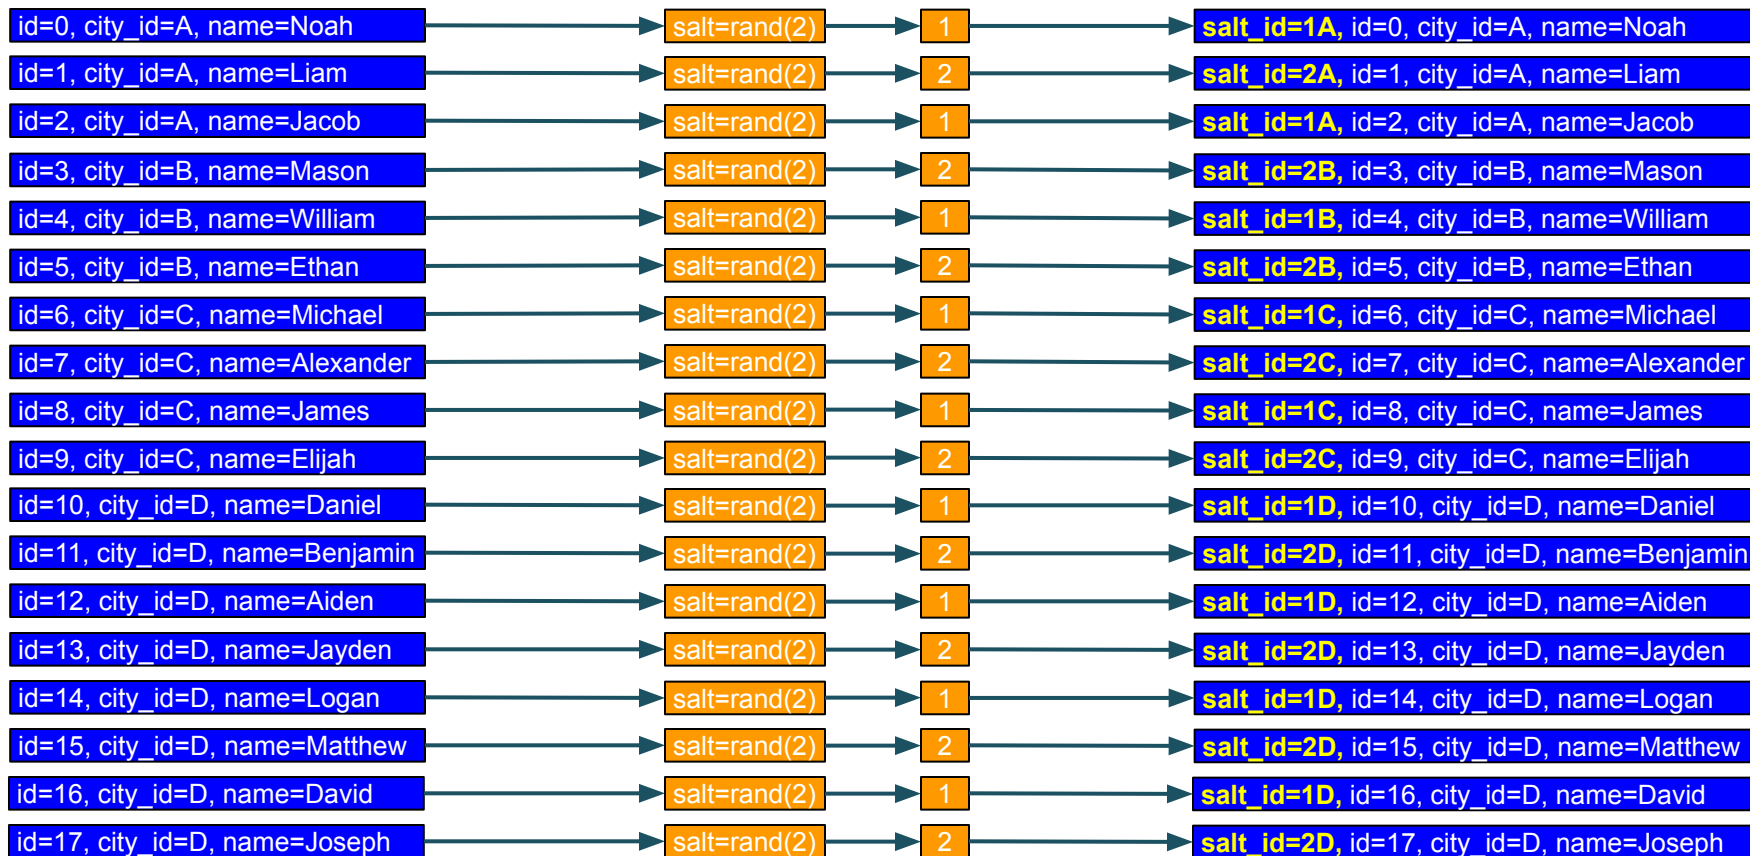 id=0, city_id=A, name=Noah salt=rand(2) 1 salt_id=1A, id=0, city_id=A, name=Noah
id=1, city_id=A, name=Liam salt=rand(2) 2 salt_id=2A, id=1, city_id=A, name=Liam
id=2, city_id=A, name=Jacob salt=rand(2) 1 salt_id=1A, id=2, city_id=A, name=Jacob
id=3, city_id=B, name=Mason salt=rand(2) 2 salt_id=2B, id=3, city_id=B, name=Mason
id=4, city_id=B, name=William salt=rand(2) 1 salt_id=1B, id=4, city_id=B, name=William
id=5, city_id=B, name=Ethan salt=rand(2) 2 salt_id=2B, id=5, city_id=B, name=Ethan
id=6, city_id=C, name=Michael salt=rand(2) 1 salt_id=1C, id=6, city_id=C, name=Michael
id=7, city_id=C, name=Alexander salt=rand(2) 2 salt_id=2C, id=7, city_id=C, name=Alexander
id=8, city_id=C, name=James salt=rand(2) 1 salt_id=1C, id=8, city_id=C, name=James
id=9, city_id=C, name=Elijah salt=rand(2) 2 salt_id=2C, id=9, city_id=C, name=Elijah
id=10, city_id=D, name=Daniel salt=rand(2) 1 salt_id=1D, id=10, city_id=D, name=Daniel
id=11, city_id=D, name=Benjamin salt=rand(2) 2 salt_id=2D, id=11, city_id=D, name=Benjamin
id=12, city_id=D, name=Aiden salt=rand(2) 1 salt_id=1D, id=12, city_id=D, name=Aiden
id=13, city_id=D, name=Jayden salt=rand(2) 2 salt_id=2D, id=13, city_id=D, name=Jayden
id=14, city_id=D, name=Logan salt=rand(2) 1 salt_id=1D, id=14, city_id=D, name=Logan
id=15, city_id=D, name=Matthew salt=rand(2) 2 salt_id=2D, id=15, city_id=D, name=Matthew
id=16, city_id=D, name=David salt=rand(2) 1 salt_id=1D, id=16, city_id=D, name=David
id=17, city_id=D, name=Joseph salt=rand(2) 2 salt_id=2D, id=17, city_id=D, name=Joseph